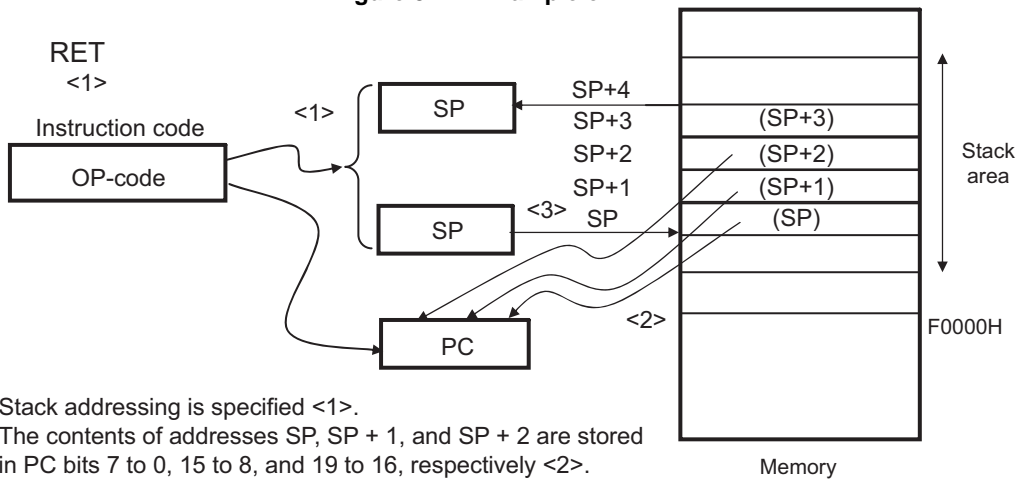 RET
<1>
Instruction code
OP-code
<1>
SP
SP
PC
SP+4
SP+3
SP+2
SP+1
<3> SP
<2>
(SP+3)
(SP+2)
(SP+1)
(SP)
Stack
area
F0000H
Memory
Stack addressing is specified <1>.
The contents of addresses SP, SP + 1, and SP + 2 are stored
in PC bits 7 to 0, 15 to 8, and 19 to 16, respectively <2>.